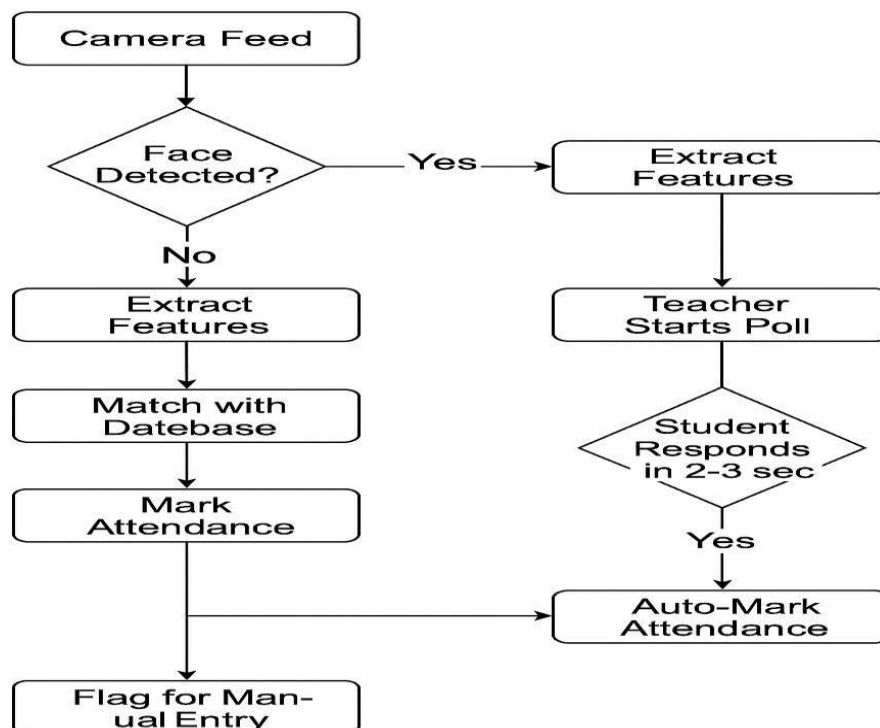 Camera Feed
Face
Detected?
Yes
Extract
Features
No
Extract
Features
Teacher
Starts Poll
Match with
Datebase
Student
Responds
in 2-3 sec
Mark
Attendance
Yes
Auto-Mark
Attendance
Flag for Man-
ual Entry